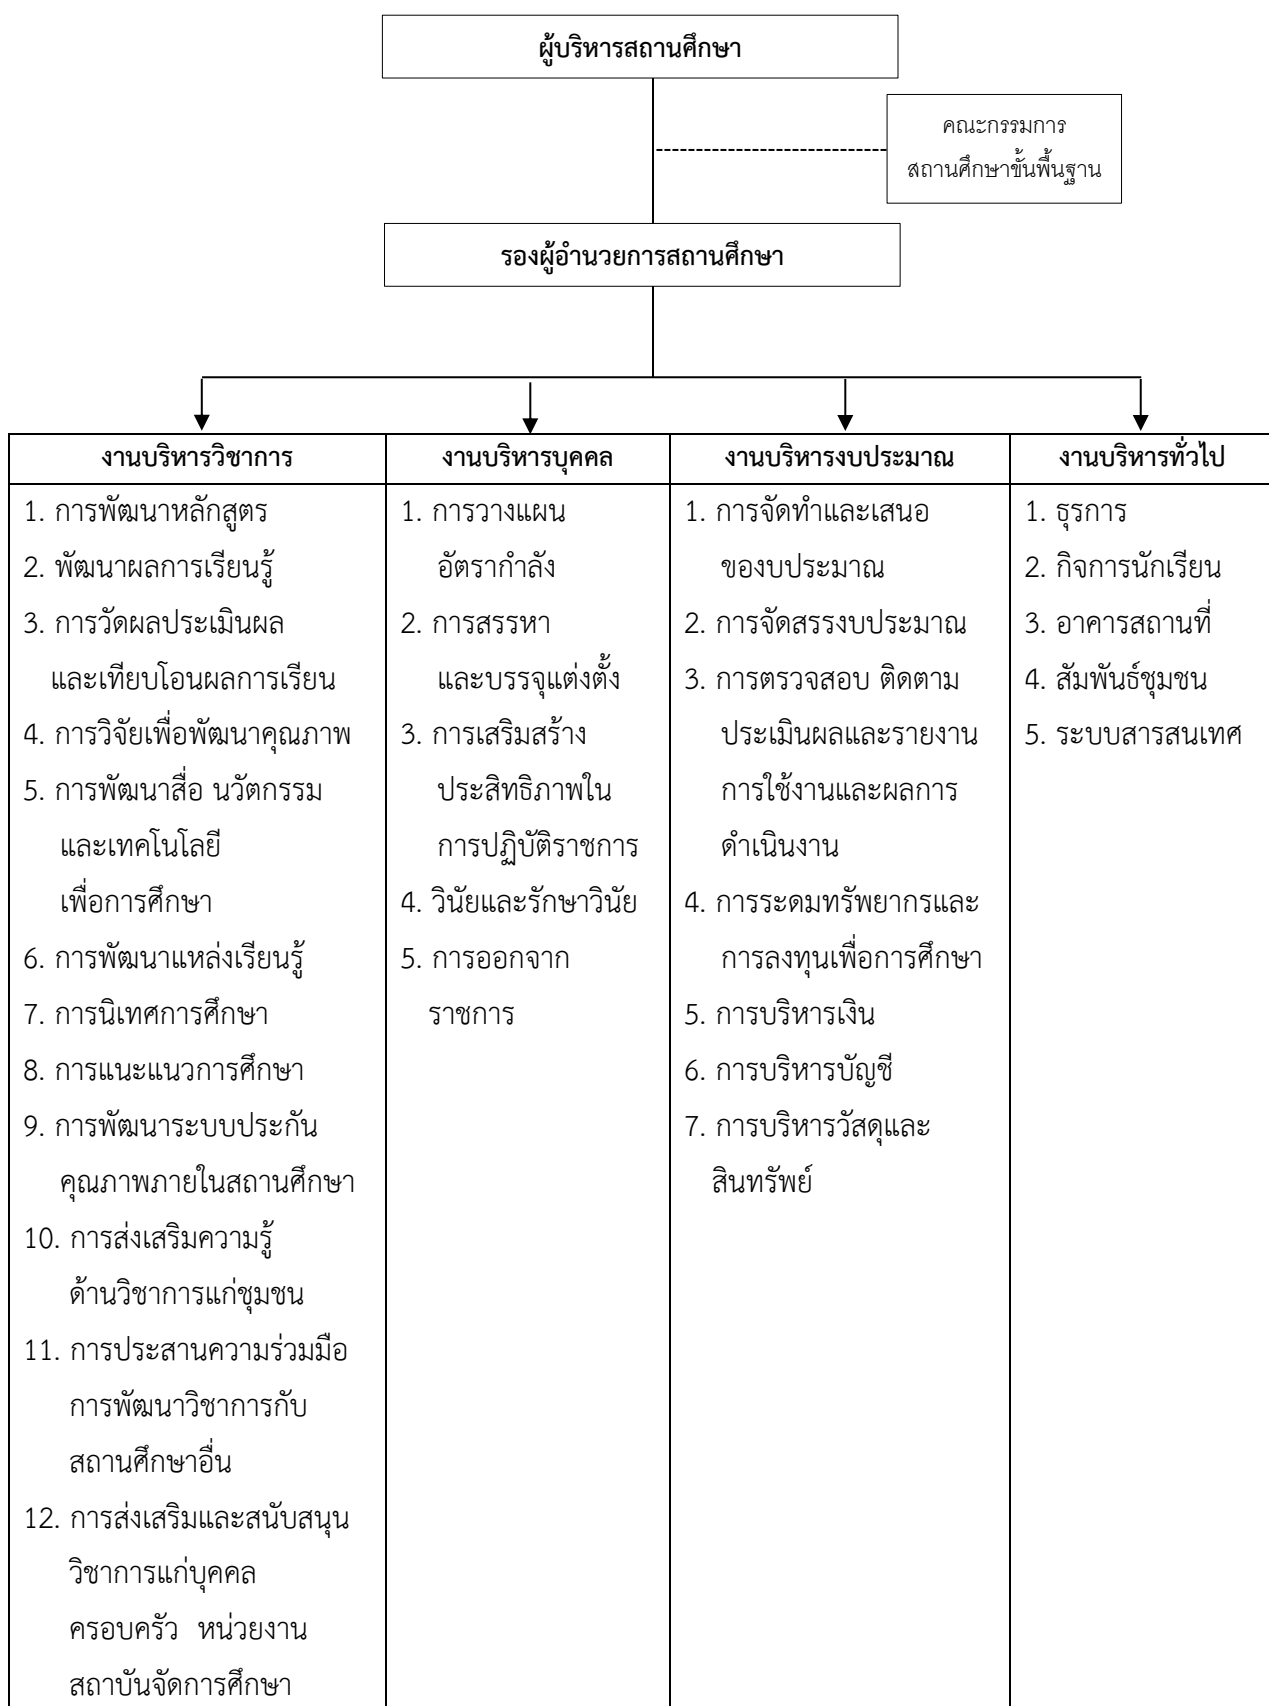 ผู้บริหารสถานศึกษา
คณะกรรมการ
สถานศึกษาขั้นพื้นฐาน
รองผู้อำนวยการสถานศึกษา
งานบริหารวิชาการ
1. การพัฒนาหลักสูตร
2. พัฒนาผลการเรียนรู้
3. การวัดผลประเมินผล
และเทียบโอนผลการเรียน
4. การวิจัยเพื่อพัฒนาคุณภาพ
5. การพัฒนาสื่อ นวัตกรรม
และเทคโนโลยี
เพื่อการศึกษา
6. การพัฒนาแหล่งเรียนรู้
7. การนิเทศการศึกษา
8. การแนะแนวการศึกษา
9. การพัฒนาระบบประกัน
คุณภาพภายในสถานศึกษา
10. การส่งเสริมความรู้
ด้านวิชาการแก่ชุมชน
11. การประสานความร่วมมือ
การพัฒนาวิชาการกับ
สถานศึกษาอื่น
12. การส่งเสริมและสนับสนุน
วิชาการแก่บุคคล
ครอบครัว หน่วยงาน
สถาบันจัดการศึกษา
งานบริหารบุคคล
1. การวางแผน
อัตรากำลัง
2. การสรรหา
และบรรจุแต่งตั้ง
3. การเสริมสร้าง
ประสิทธิภาพใน
การปฏิบัติราชการ
4. วินัยและรักษาวินัย
5. การออกจาก
ราชการ
งานบริหารงบประมาณ
1. การจัดทำและเสนอ
ของบประมาณ
2. การจัดสรรงบประมาณ
3. การตรวจสอบ ติดตาม
ประเมินผลและรายงาน
การใช้งานและผลการ
ดำเนินงาน
4. การระดมทรัพยากรและ
การลงทุนเพื่อการศึกษา
5. การบริหารเงิน
6. การบริหารบัญชี
7. การบริหารวัสดุและ
สินทรัพย์
งานบริหารทั่วไป
1. ธุรการ
2. กิจการนักเรียน
3. อาคารสถานที่
4. สัมพันธ์ชุมชน
5. ระบบสารสนเทศ